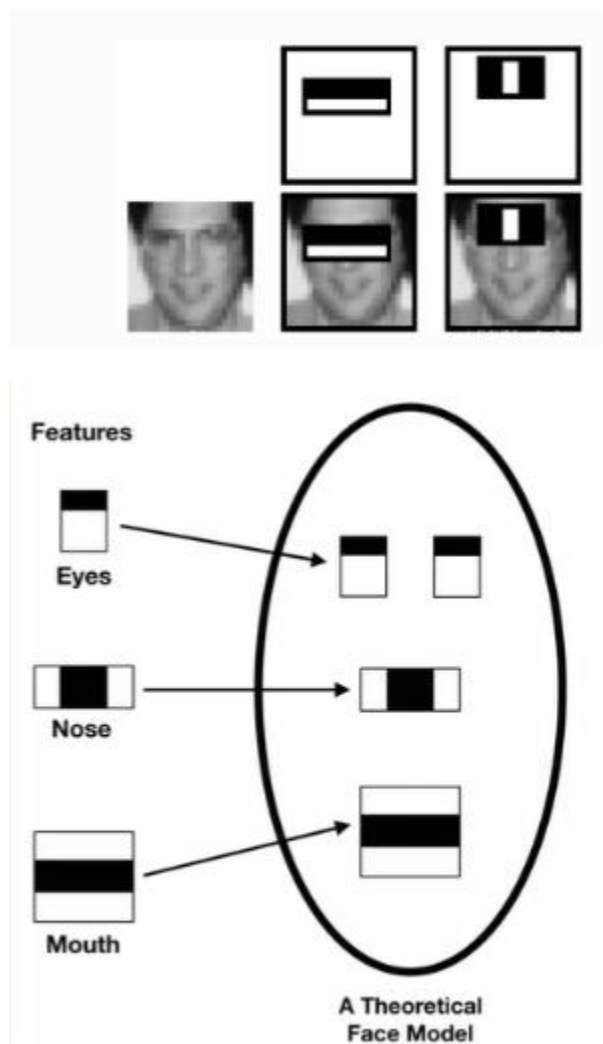 Features
Eyes
Nose
Mouth
A Theoretical
Face Model